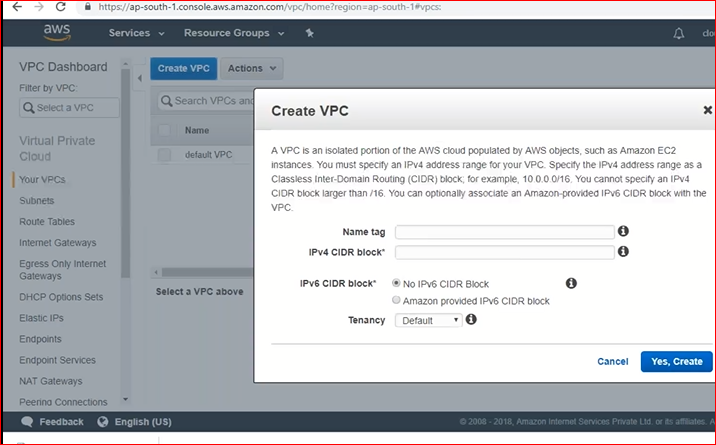 https://ap-south-1.console.aws.amazon.com/vpc/home?region=ap-south-1#vpcs:
aws
Services
Resource Groups
VPC Dashboard
Filter by VPC:
Select a VPC
Virtual Private
Cloud
Your VPCs
Subnets
Route Tables
Internet Gateways
Egress Only Internet
Gateways
DHCP Options Sets
Elastic IPs
Endpoints
Endpoint Services
NAT Gateways
Peering Connections
Create VPC
Actions
Search VPCs and
Name
default VPC
Select a VPC above
Create VPC
A VPC is an isolated portion of the AWS cloud populated by AWS objects, such as Amazon EC2
instances. You must specify an IPv4 address range for your VPC. Specify the IPv4 address range as a
Classless Inter-Domain Routing (CIDR) block; for example, 10.0.0.0/16. You cannot specify an IPv4
CIDR block larger than /16. You can optionally associate an Amazon-provided IPv6 CIDR block with the
VPC.
Name tag
IPv4 CIDR block*
IPv6 CIDR block*
No IPv6 CIDR Block
Amazon provided IPv6 CIDR block
Tenancy
Default
Cancel
Yes, Create
Feedback
English (US)
© 2008 - 2018, Amazon Internet Services Private Ltd. or its affiliates. A